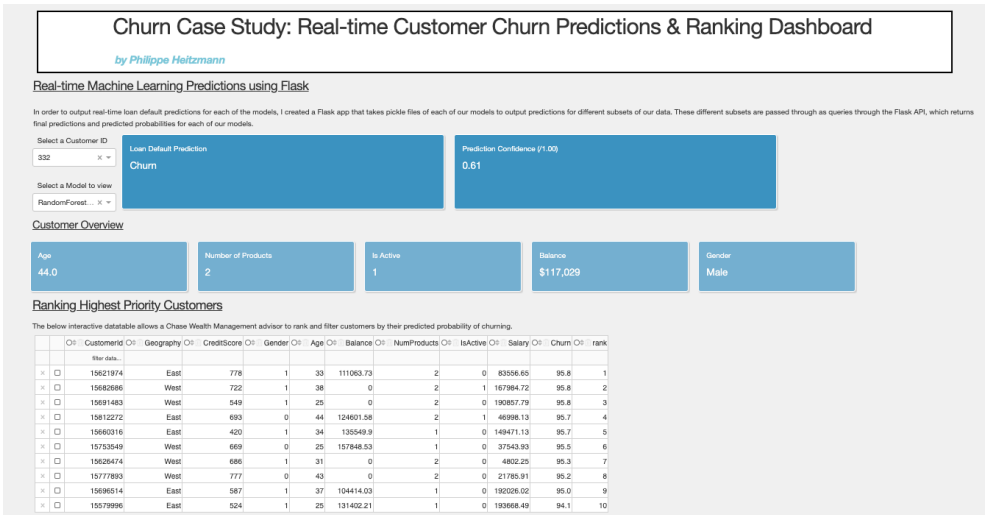 Churn Case Study: Real-time Customer Churn Predictions & Ranking Dashboard
by Philippe Heitzmann
Real-time Machine Learning Predictions using Flask
In order to output real-time loan default predictions for each of the models, I created a Flask app that takes pickle files of each of our models to output predictions for different subsets of our data. These different subsets are passed through as queries through the Flask API, which returns
final predictions and predicted probabilities for each of our models.
Select a Customer ID
332
Select a Model to view
RandomForest...
Loan Default Prediction
Churn
Prediction Confidence (/1.00)
0.61
Customer Overview
Age
44.0
Number of Products
2
Is Active
1
Balance
$117,029
Gender
Male
Ranking Highest Priority Customers
The below interactive datatable allows a Chase Wealth Management advisor to rank and filter customers by their predicted probability of churning.
CustomerId Geography CreditScore Gender Age Balance NumProducts IsActive Salary Churn rank
filter data...
15621974 East 778 1 33 111063.73 2 0 83556.65 95.8 1
15682686 West 722 1 38 0 2 1 167984.72 95.8 2
15691483 West 549 1 25 0 2 0 190857.79 95.8 3
15812272 East 693 0 44 124601.58 2 1 46998.13 95.7 4
15660316 East 420 1 34 135549.9 1 0 149471.13 95.7 5
15753549 West 669 0 25 157848.53 1 0 37543.93 95.5 6
15626474 West 686 1 31 0 2 0 4802.25 95.3 7
15777893 West 777 0 43 0 2 0 21785.91 95.2 8
15696514 East 587 1 37 104414.03 1 0 192026.02 95.0 9
15579996 East 524 1 25 131402.21 1 0 193668.49 94.1 10